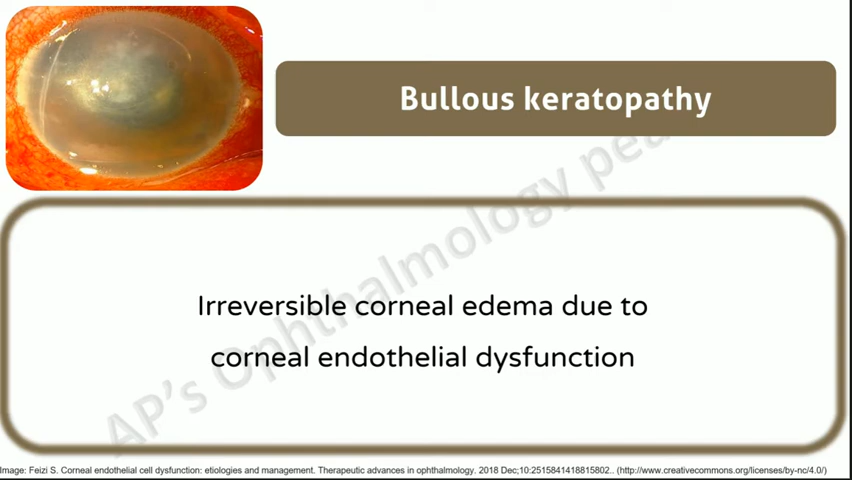 Bullous keratopathy
AP's Ophthalmology pea
Irreversible corneal edema due to
corneal endothelial dysfunction
Image: Feizi S. Corneal endothelial cell dysfunction: etiologies and management. Therapeutic advances in ophthalmology. 2018 Dec;10:2515841418815802.. (http://www.creativecommons.org/licenses/by-nc/4.0/)